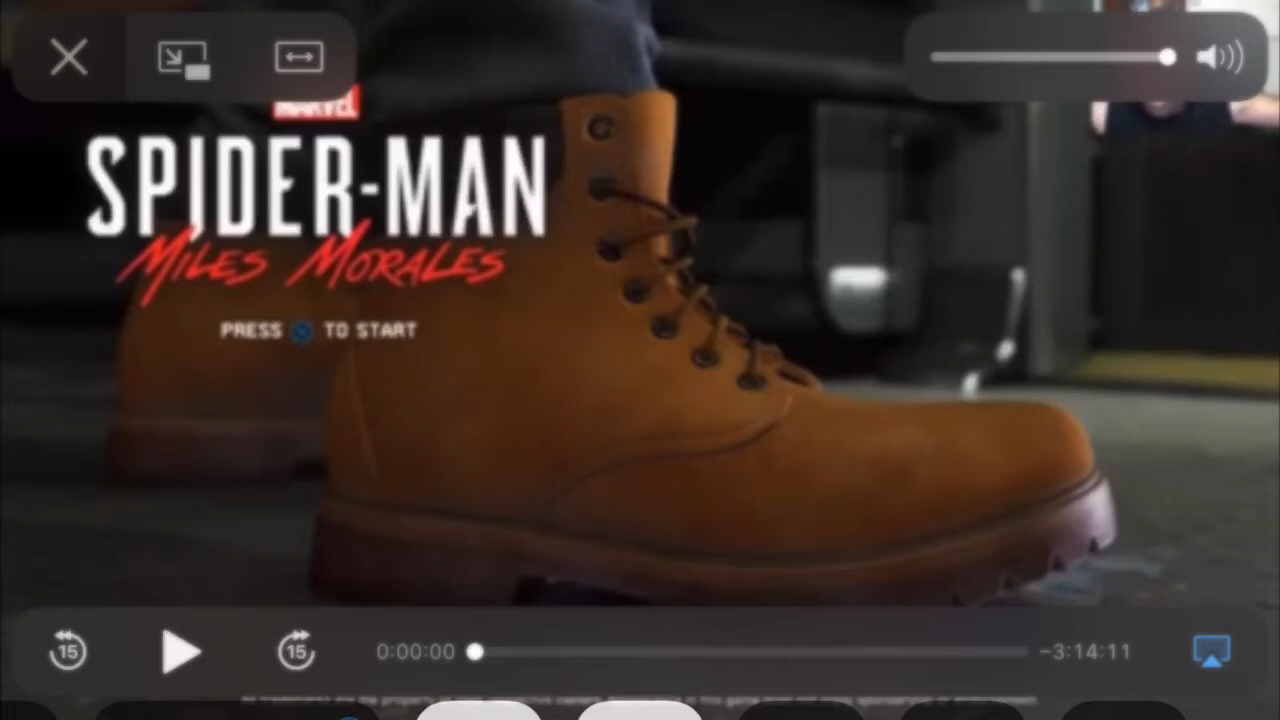 MARVEL
SPIDER-MAN
MILES MORALES
PRESS TO START
15
15
0:00:00
-3:14:11